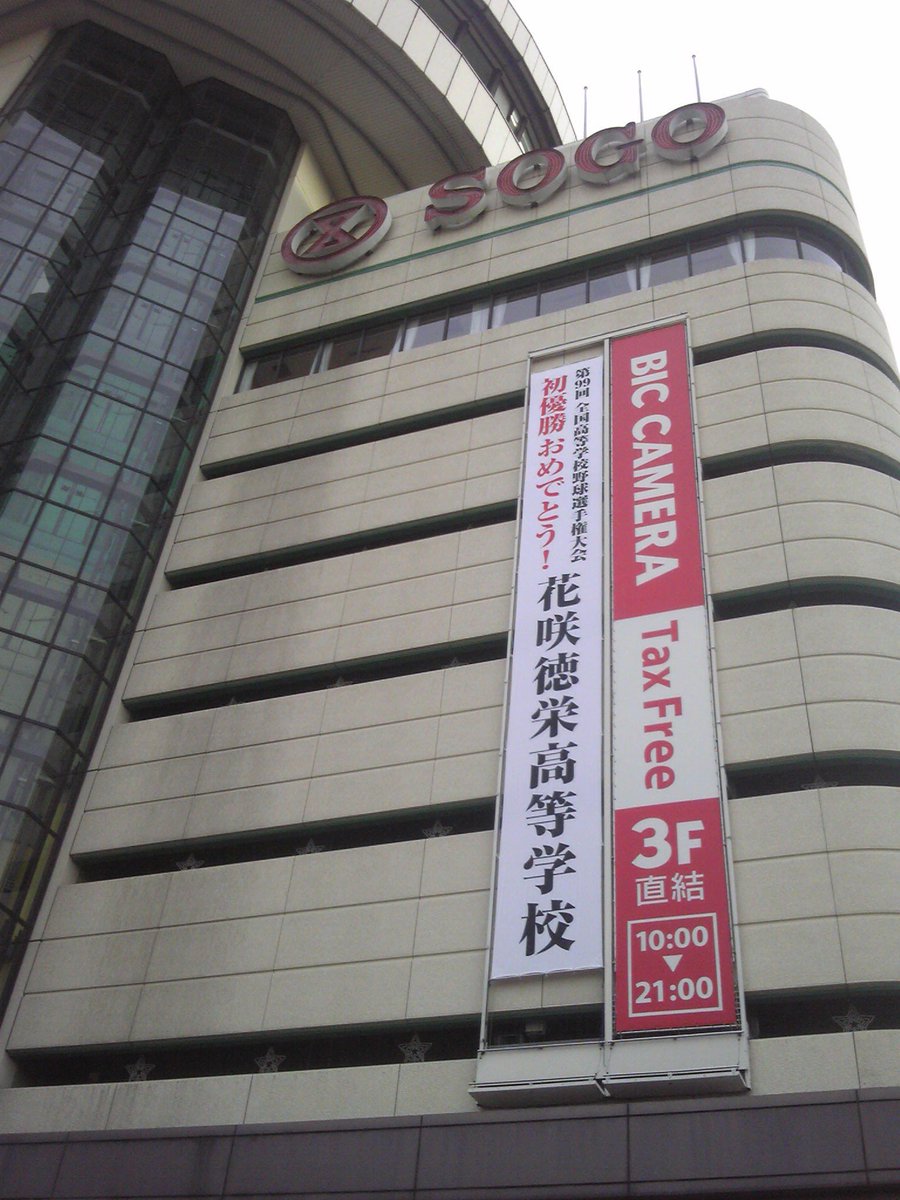 SOGO
第99回 全国高等学校野球選手権大会
初優勝おめでとう!
花咲徳栄高等学校
BIC CAMERA
Tax Free
3F
直結
10:00
▼
21:00